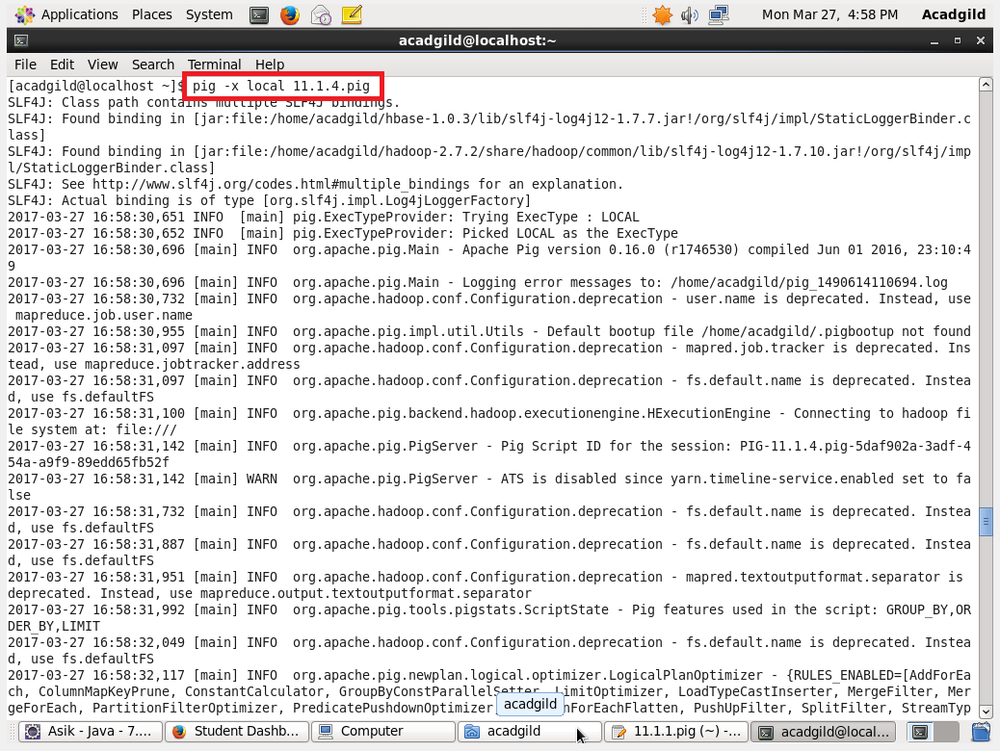 Applications Places System Mon Mar 27, 4:58 PM Acadgild
acadgild@localhost:~
File Edit View Search Terminal Help
[acadgild@localhost ~]$ pig -x local 11.1.4.pig
SLF4J: Class path contains multiple SLF4J bindings.
SLF4J: Found binding in [jar:file:/home/acadgild/hbase-1.0.3/lib/slf4j-log4j12-1.7.7.jar!/org/slf4j/impl/StaticLoggerBinder.c
lass]
SLF4J: Found binding in [jar:file:/home/acadgild/hadoop-2.7.2/share/hadoop/common/lib/slf4j-log4j12-1.7.10.jar!/org/slf4j/imp
l/StaticLoggerBinder.class]
SLF4J: See http://www.slf4j.org/codes.html#multiple_bindings for an explanation.
SLF4J: Actual binding is of type [org.slf4j.impl.Log4jLoggerFactory]
2017-03-27 16:58:30,651 INFO  [main] pig.ExecTypeProvider: Trying ExecType : LOCAL
2017-03-27 16:58:30,652 INFO  [main] pig.ExecTypeProvider: Picked LOCAL as the ExecType
2017-03-27 16:58:30,696 [main] INFO  org.apache.pig.Main - Apache Pig version 0.16.0 (r1746530) compiled Jun 01 2016, 23:10:4
9
2017-03-27 16:58:30,696 [main] INFO  org.apache.pig.Main - Logging error messages to: /home/acadgild/pig_1490614110694.log
2017-03-27 16:58:30,732 [main] INFO  org.apache.hadoop.conf.Configuration.deprecation - user.name is deprecated. Instead, use
 mapreduce.job.user.name
2017-03-27 16:58:30,955 [main] INFO  org.apache.pig.impl.util.Utils - Default bootup file /home/acadgild/.pigbootup not found
2017-03-27 16:58:31,097 [main] INFO  org.apache.hadoop.conf.Configuration.deprecation - mapred.job.tracker is deprecated. Ins
tead, use mapreduce.jobtracker.address
2017-03-27 16:58:31,097 [main] INFO  org.apache.hadoop.conf.Configuration.deprecation - fs.default.name is deprecated. Instea
d, use fs.defaultFS
2017-03-27 16:58:31,100 [main] INFO  org.apache.pig.backend.hadoop.executionengine.HExecutionEngine - Connecting to hadoop fi
le system at: file:///
2017-03-27 16:58:31,142 [main] INFO  org.apache.pig.PigServer - Pig Script ID for the session: PIG-11.1.4.pig-5daf902a-3adf-4
54a-a9f9-89edd65fb52f
2017-03-27 16:58:31,142 [main] WARN  org.apache.pig.PigServer - ATS is disabled since yarn.timeline-service.enabled set to fa
lse
2017-03-27 16:58:31,732 [main] INFO  org.apache.hadoop.conf.Configuration.deprecation - fs.default.name is deprecated. Instea
d, use fs.defaultFS
2017-03-27 16:58:31,887 [main] INFO  org.apache.hadoop.conf.Configuration.deprecation - fs.default.name is deprecated. Instea
d, use fs.defaultFS
2017-03-27 16:58:31,951 [main] INFO  org.apache.hadoop.conf.Configuration.deprecation - mapred.textoutputformat.separator is
deprecated. Instead, use mapreduce.output.textoutputformat.separator
2017-03-27 16:58:31,992 [main] INFO  org.apache.pig.tools.pigstats.ScriptState - Pig features used in the script: GROUP_BY,OR
DER_BY,LIMIT
2017-03-27 16:58:32,049 [main] INFO  org.apache.hadoop.conf.Configuration.deprecation - fs.default.name is deprecated. Instea
d, use fs.defaultFS
2017-03-27 16:58:32,117 [main] INFO  org.apache.pig.newplan.logical.optimizer.LogicalPlanOptimizer - {RULES_ENABLED=[AddForEa
ch, ColumnMapKeyPrune, ConstantCalculator, GroupByConstParallelSetter, LimitOptimizer, LoadTypeCastInserter, MergeFilter, Mer
geForEach, PartitionFilterOptimizer, PredicatePushdownOptimizer nForEachFlatten, PushUpFilter, SplitFilter, StreamTyp
acadgild
Asik - Java - 7.... Student Dashb... Computer acadgild 11.1.1.pig (~) -... acadgild@local...